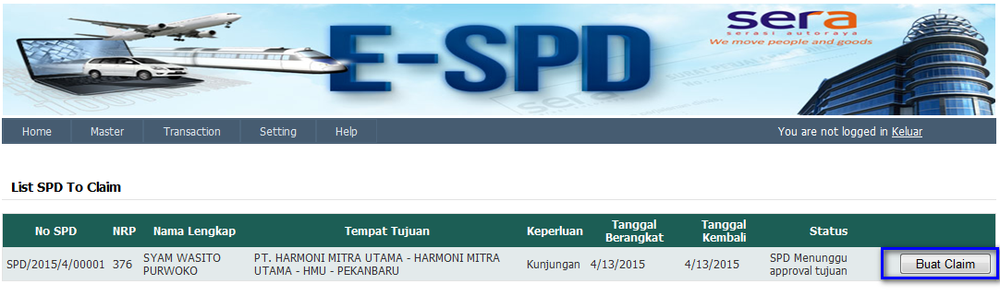 E-SPD
sera
serasi autoraya
We move people and goods
sera
Home Master Transaction Setting Help You are not logged in Keluar
List SPD To Claim
No SPD NRP Nama Lengkap Tempat Tujuan Keperluan Tanggal Berangkat Tanggal Kembali Status
SPD/2015/4/00001 376 SYAM WASITO PURWOKO PT. HARMONI MITRA UTAMA - HARMONI MITRA UTAMA - HMU - PEKANBARU Kunjungan 4/13/2015 4/13/2015 SPD Menunggu approval tujuan Buat Claim